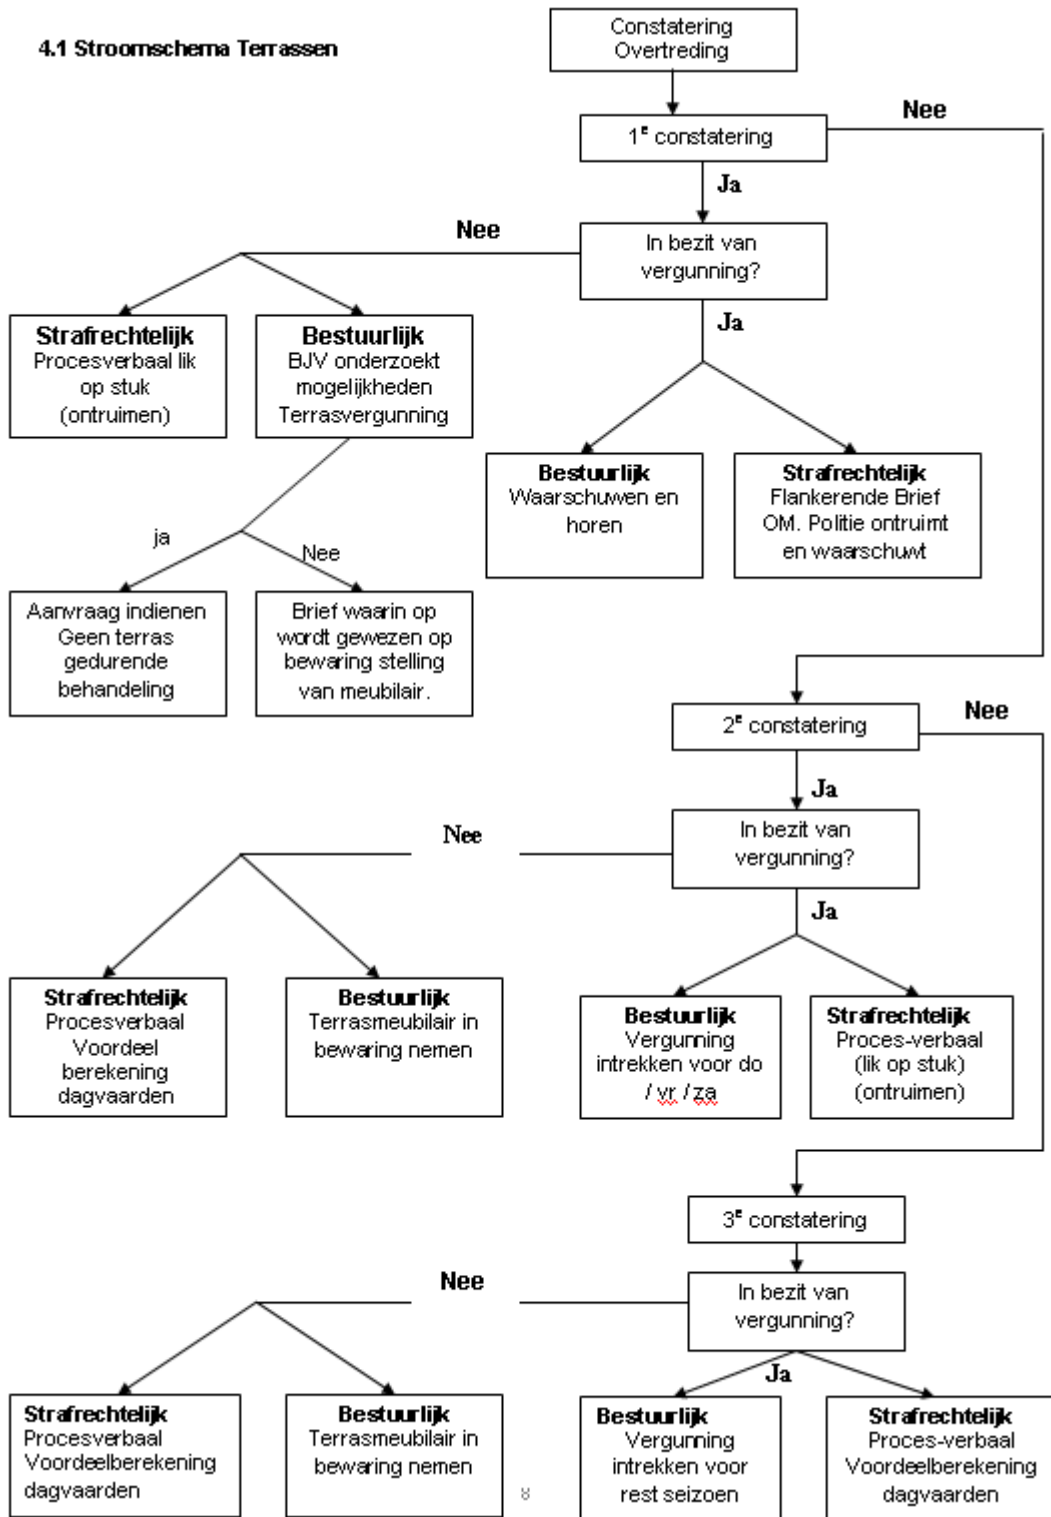 4.1 Stroomschema Terrassen
Constatering
Overtreding
Nee
1e constatering
Ja
Nee
In bezit van
vergunning?
Ja
Strafrechtelijk
Procesverbaal lik
op stuk
(ontruimen)
Bestuurlijk
BJV onderzoekt
mogelijkheden
Terrasvergunning
Bestuurlijk
Waarschuwen en
horen
Strafrechtelijk
Flankerende Brief
OM. Politie ontruimt
en waarschuwt
ja
Nee
Aanvraag indienen
Geen terras
gedurende
behandeling
Brief waarin op
wordt gewezen op
bewaring stelling
van meubilair.
2e constatering
Nee
Ja
Nee
In bezit van
vergunning?
Ja
Strafrechtelijk
Procesverbaal
Voordeel
berekening
dagvaarden
Bestuurlijk
Terrasmeubilair in
bewaring nemen
Bestuurlijk
Vergunning
intrekken voor do
/ vr / za
Strafrechtelijk
Proces-verbaal
(lik op stuk)
(ontruimen)
3e constatering
Nee
In bezit van
vergunning?
Ja
Strafrechtelijk
Procesverbaal
Voordeelberekening
dagvaarden
Bestuurlijk
Terrasmeubilair in
bewaring nemen
Bestuurlijk
Vergunning
intrekken voor
rest seizoen
Strafrechtelijk
Proces-verbaal
Voordeelberekening
dagvaarden
8